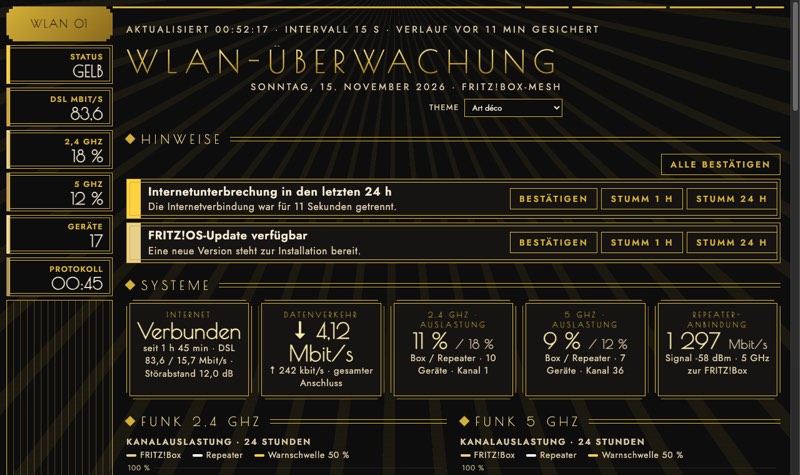 WLAN 01
STATUS
GELB
DSL MBIT/S
83,6
2,4 GHZ
18 %
5 GHZ
12 %
GERÄTE
17
PROTOKOLL
00:45
AKTUALISIERT 00:52:17 · INTERVALL 15 S · VERLAUF VOR 11 MIN GESICHERT
WLAN-ÜBERWACHUNG
SONNTAG, 15. NOVEMBER 2026 · FRITZ!BOX-MESH
THEME Art déco
HINWEISE
ALLE BESTÄTIGEN
Internetunterbrechung in den letzten 24 h
Die Internetverbindung war für 11 Sekunden getrennt.
BESTÄTIGEN STUMM 1 H STUMM 24 H
FRITZ!OS-Update verfügbar
Eine neue Version steht zur Installation bereit.
BESTÄTIGEN STUMM 1 H STUMM 24 H
SYSTEME
INTERNET
Verbunden
seit 1 h 45 min · DSL
83,6 / 15,7 Mbit/s ·
Störabstand 12,0 dB
DATENVERKEHR
↓ 4,12
Mbit/s
↑ 242 kbit/s · gesamter
Anschluss
2,4 GHZ ·
AUSLASTUNG
11 % / 18 %
Box / Repeater · 10
Geräte · Kanal 1
5 GHZ ·
AUSLASTUNG
9 % / 12 %
Box / Repeater · 7
Geräte · Kanal 36
REPEATER-
ANBINDUNG
1 297 Mbit/s
Signal -58 dBm · 5 GHz
zur FRITZ!Box
FUNK 2,4 GHZ
KANALAUSLASTUNG · 24 STUNDEN
FRITZ!Box Repeater Warnschwelle 50 %
100 %
FUNK 5 GHZ
KANALAUSLASTUNG · 24 STUNDEN
FRITZ!Box Repeater Warnschwelle 50 %
100 %